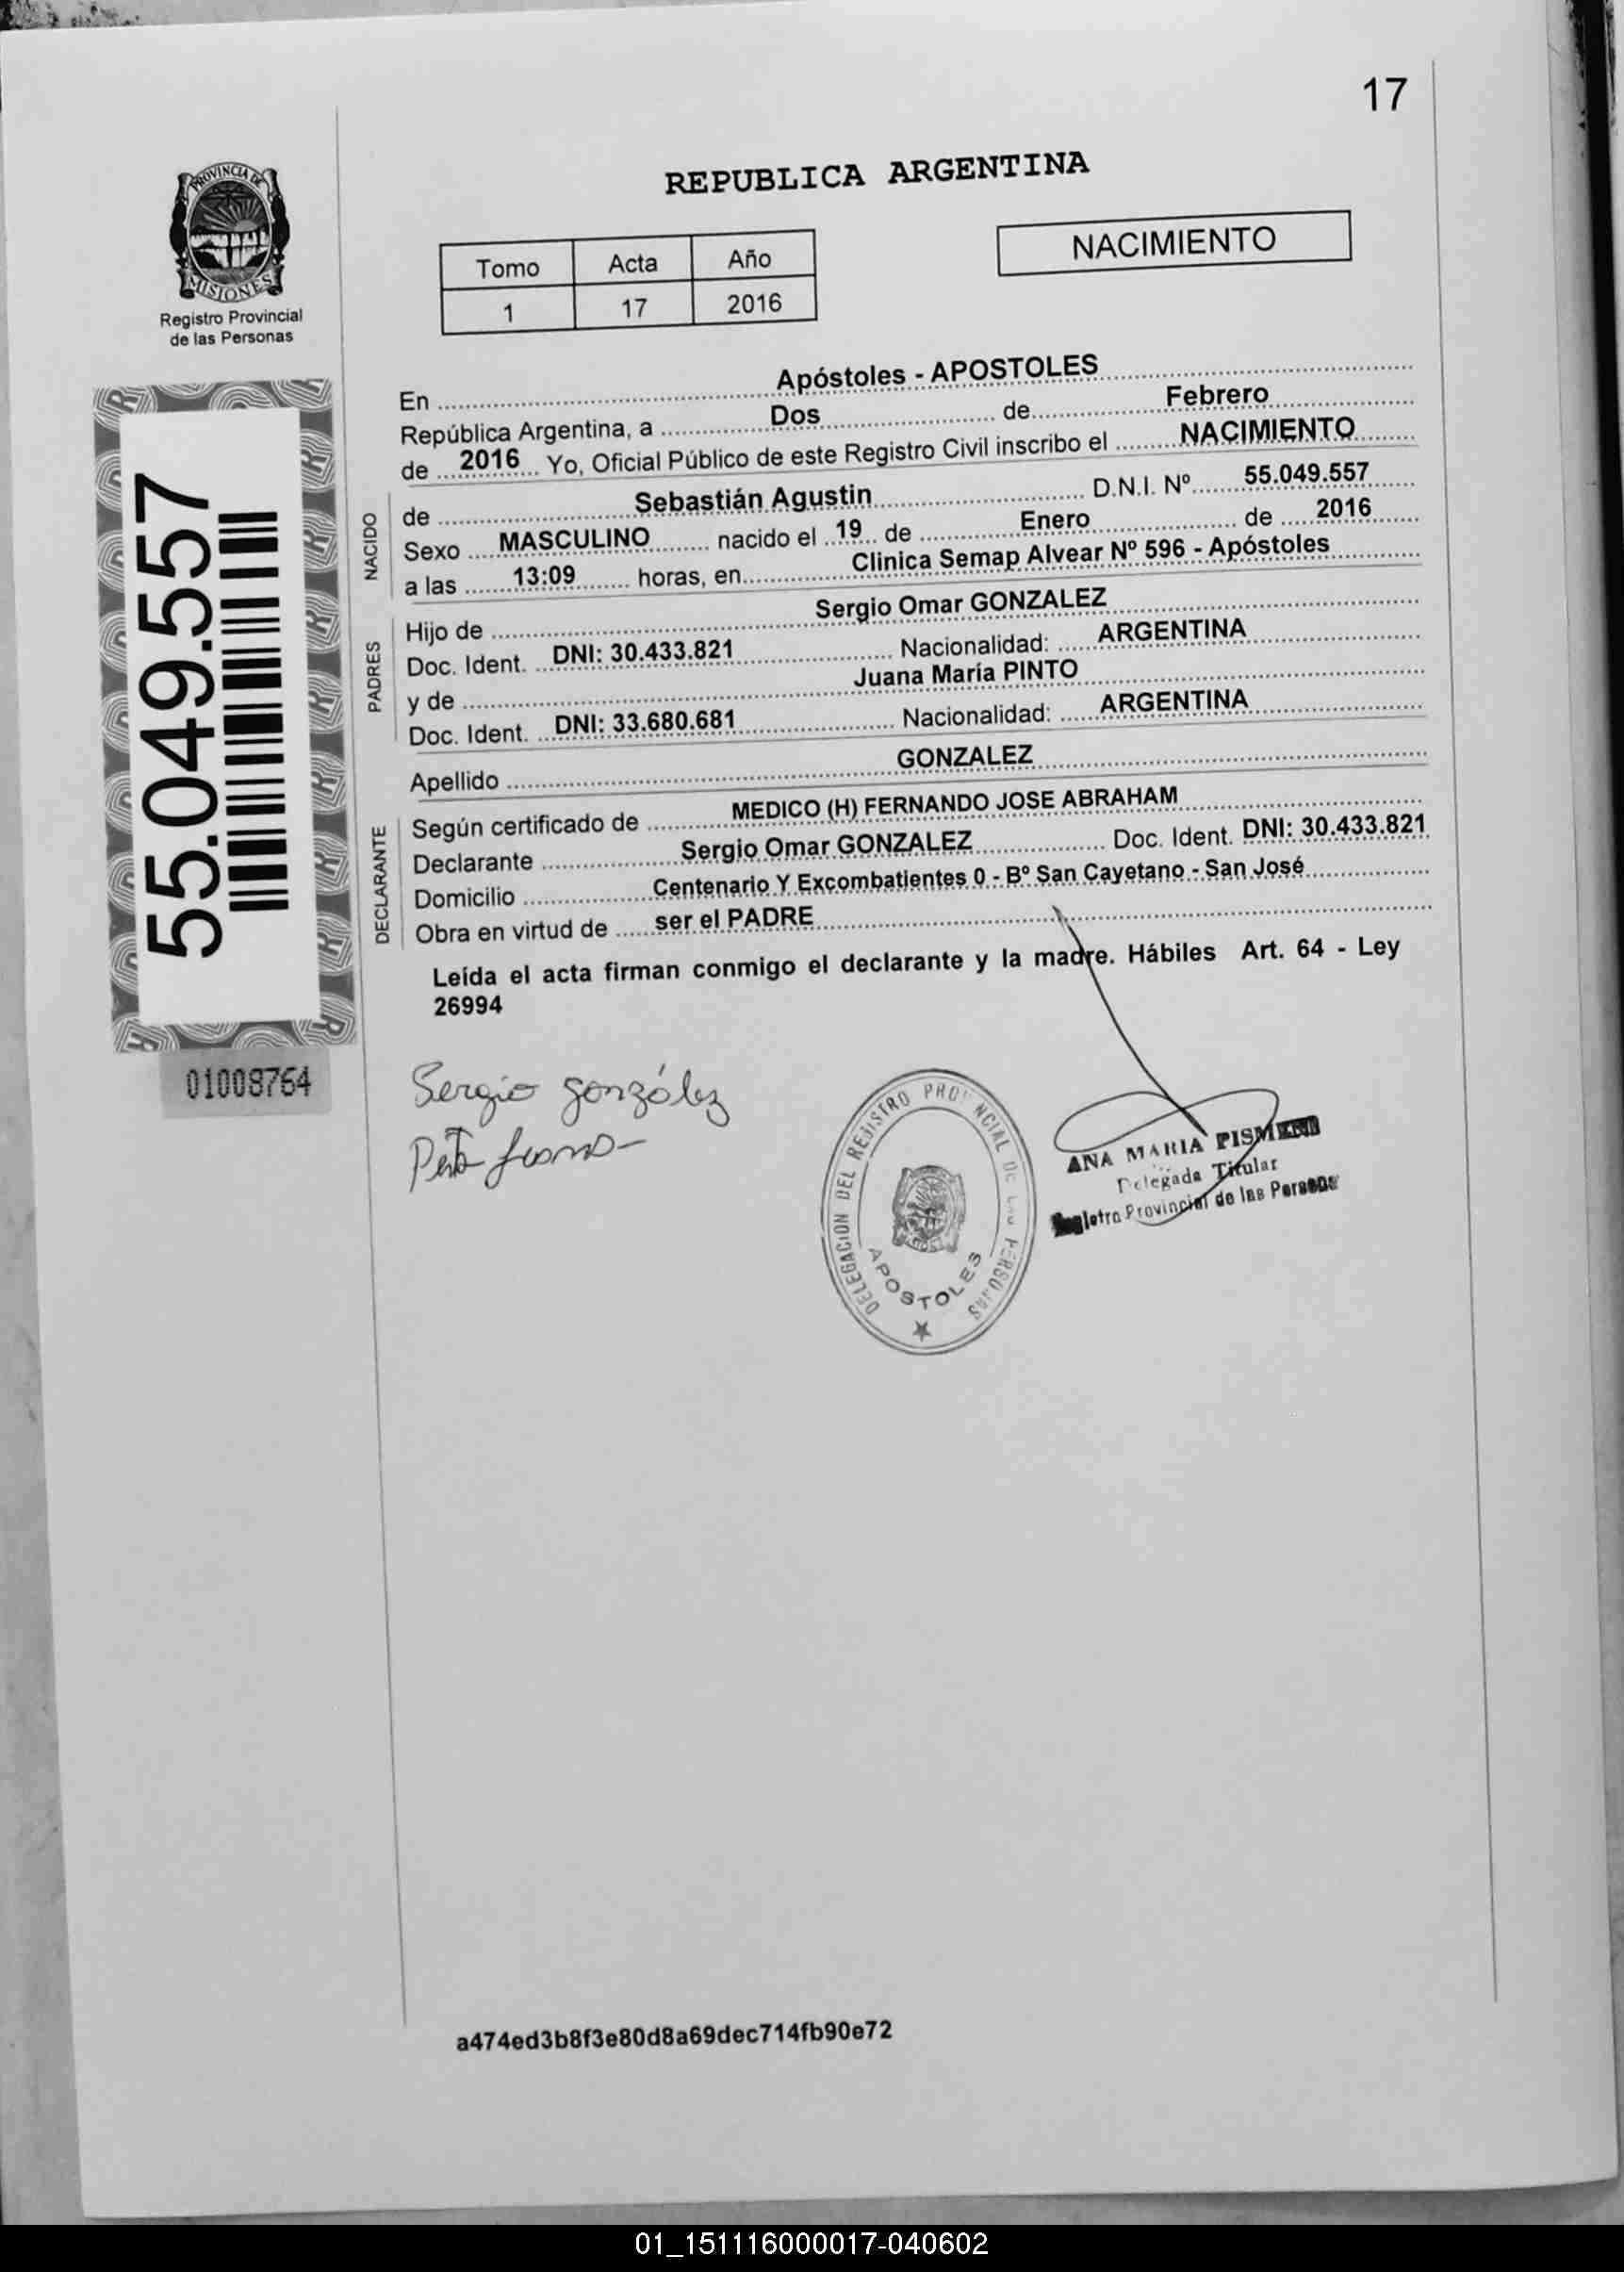 17
PROVINCIA DE
MISIONES
Registro Provincial
de las Personas
REPUBLICA ARGENTINA
Tomo Acta Año
1 17 2016
NACIMIENTO
55.049.557
01008764
En Apóstoles - APOSTOLES
República Argentina, a Dos de Febrero
de 2016 Yo, Oficial Público de este Registro Civil inscribo el NACIMIENTO
NACIDO
de Sebastián Agustin D.N.I. Nº 55.049.557
Sexo MASCULINO nacido el 19 de Enero de 2016
a las 13:09 horas, en Clinica Semap Alvear Nº 596 - Apóstoles
PADRES
Hijo de Sergio Omar GONZALEZ
Doc. Ident. DNI: 30.433.821 Nacionalidad: ARGENTINA
y de Juana María PINTO
Doc. Ident. DNI: 33.680.681 Nacionalidad: ARGENTINA
Apellido GONZALEZ
DECLARANTE
Según certificado de MEDICO (H) FERNANDO JOSE ABRAHAM
Declarante Sergio Omar GONZALEZ Doc. Ident. DNI: 30.433.821
Domicilio Centenario Y Excombatientes 0 - Bº San Cayetano - San José
Obra en virtud de ser el PADRE
Leída el acta firman conmigo el declarante y la madre. Hábiles Art. 64 - Ley
26994
Sergio gonzález
DELEGACION DEL REGISTRO PROVINCIAL DE LAS PERSONAS
APOSTOLES
ANA MARIA
Delegada Titular
Registro Provincial de las Personas
a474ed3b8f3e80d8a69dec714fb90e72
01_151116000017-040602